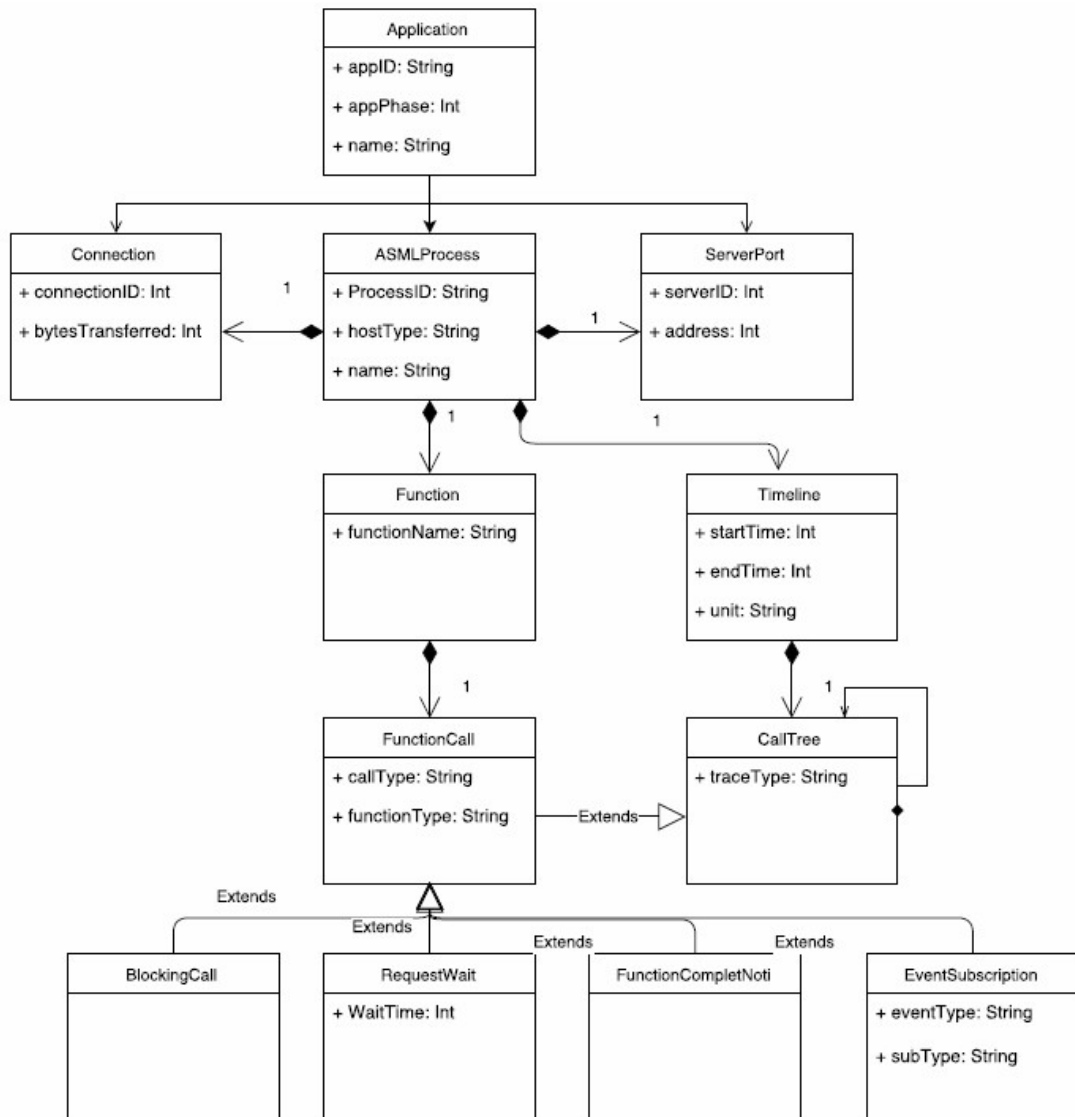 Application
+ appID: String
+ appPhase: Int
+ name: String
Connection
+ connectionID: Int
+ bytesTransferred: Int
1
ASMLProcess
+ ProcessID: String
+ hostType: String
+ name: String
1
ServerPort
+ serverID: Int
+ address: Int
1
1
Function
+ functionName: String
Timeline
+ startTime: Int
+ endTime: Int
+ unit: String
1
1
FunctionCall
+ callType: String
+ functionType: String
Extends
CallTree
+ traceType: String
Extends
Extends
Extends
Extends
BlockingCall
RequestWait
+ WaitTime: Int
FunctionCompletNoti
EventSubscription
+ eventType: String
+ subType: String